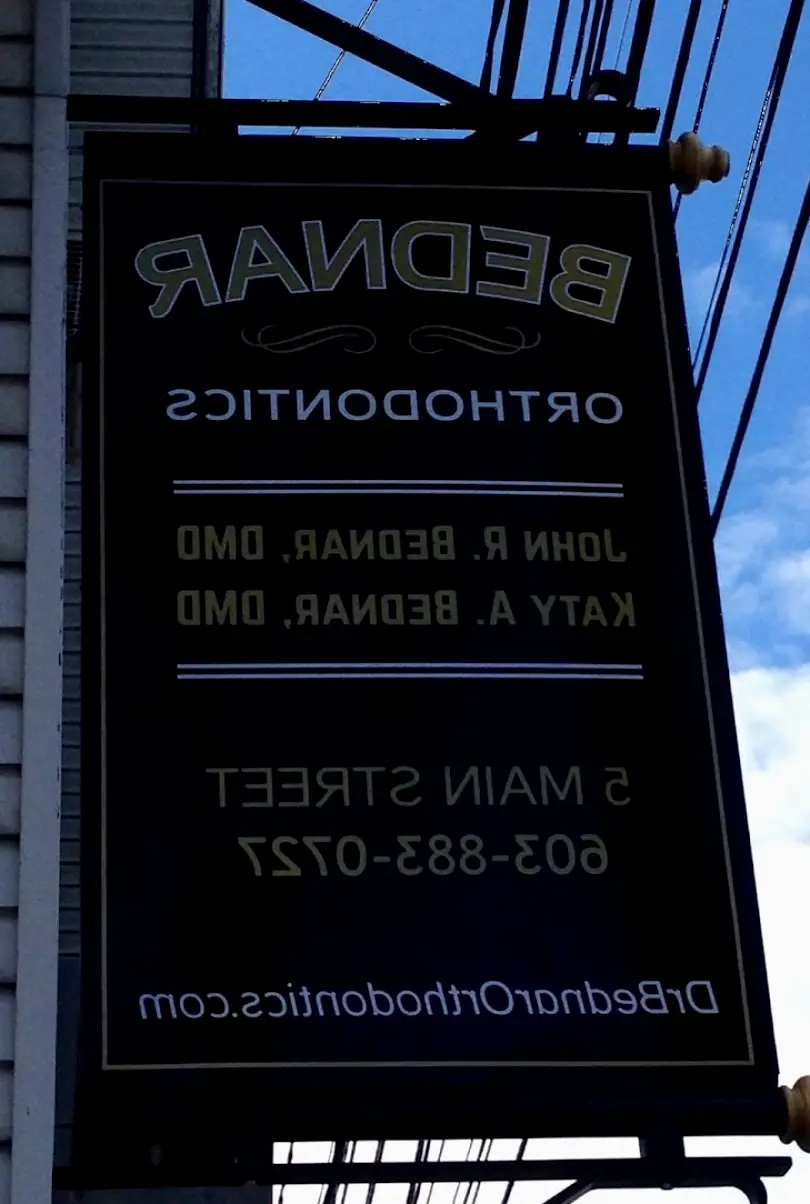 BEDNAR
ORTHODONTICS
JOHN R. BEDNAR, DMD
KATY A. BEDNAR, DMD
5 MAIN STREET
603-883-0727
DrBednarOrthodontics.com